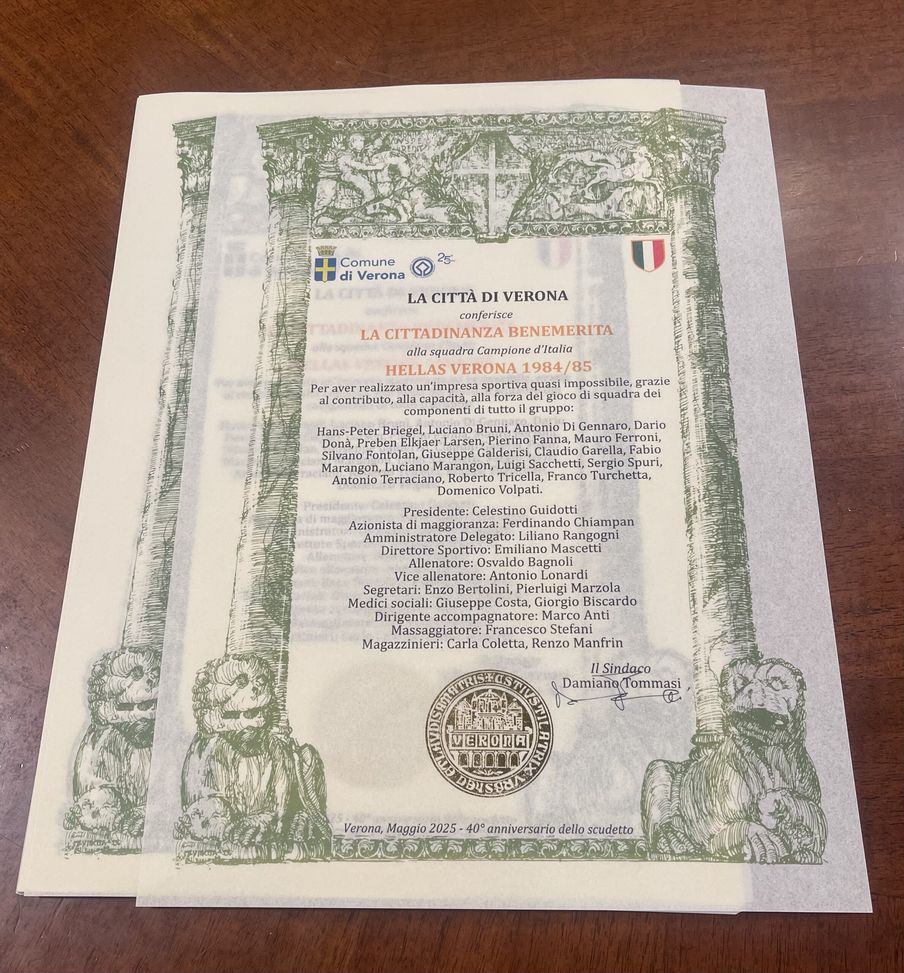 Comune
di Verona
25
LA CITTÀ DI VERONA
conferisce
LA CITTADINANZA BENEMERITA
alla squadra Campione d'Italia
HELLAS VERONA 1984/85
Per aver realizzato un'impresa sportiva quasi impossibile, grazie
al contributo, alla capacità, alla forza del gioco di squadra dei
componenti di tutto il gruppo:
Hans-Peter Briegel, Luciano Bruni, Antonio Di Gennaro, Dario
Donà, Preben Elkjaer Larsen, Pierino Fanna, Mauro Ferroni,
Silvano Fontolan, Giuseppe Galderisi, Claudio Garella, Fabio
Marangon, Luciano Marangon, Luigi Sacchetti, Sergio Spuri,
Antonio Terraciano, Roberto Tricella, Franco Turchetta,
Domenico Volpati.
Presidente: Celestino Guidotti
Azionista di maggioranza: Ferdinando Chiampan
Amministratore Delegato: Liliano Rangogni
Direttore Sportivo: Emiliano Mascetti
Allenatore: Osvaldo Bagnoli
Vice allenatore: Antonio Lonardi
Segretari: Enzo Bertolini, Pierluigi Marzola
Medici sociali: Giuseppe Costa, Giorgio Biscardo
Dirigente accompagnatore: Marco Anti
Massaggiatore: Francesco Stefani
Magazzinieri: Carla Coletta, Renzo Manfrin
Il Sindaco
Damiano Tommasi
VERONA
Verona, Maggio 2025 - 40° anniversario dello scudetto